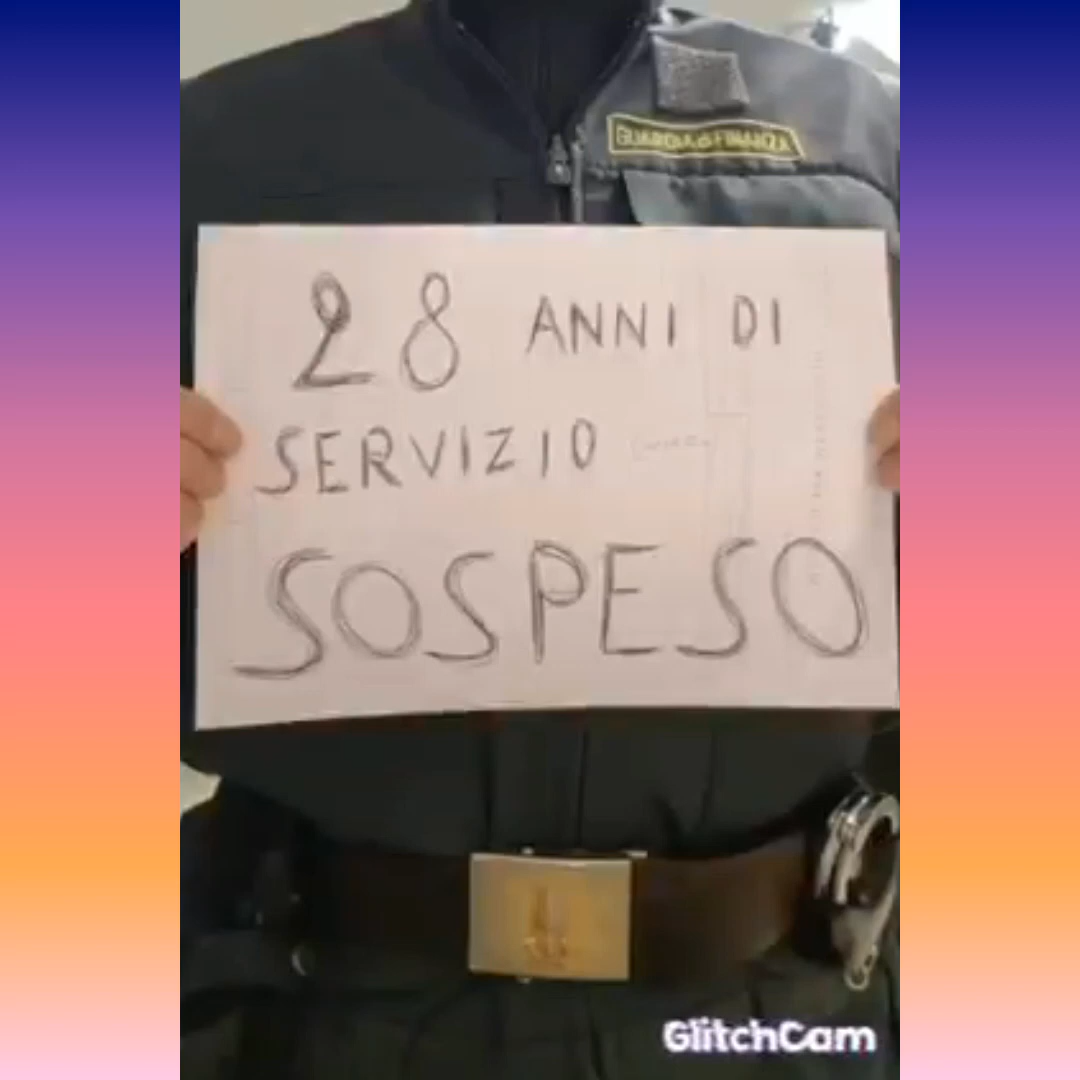 GUARDIA di FINANZA
28 ANNI DI
SERVIZIO
SOSPESO
GlitchCam